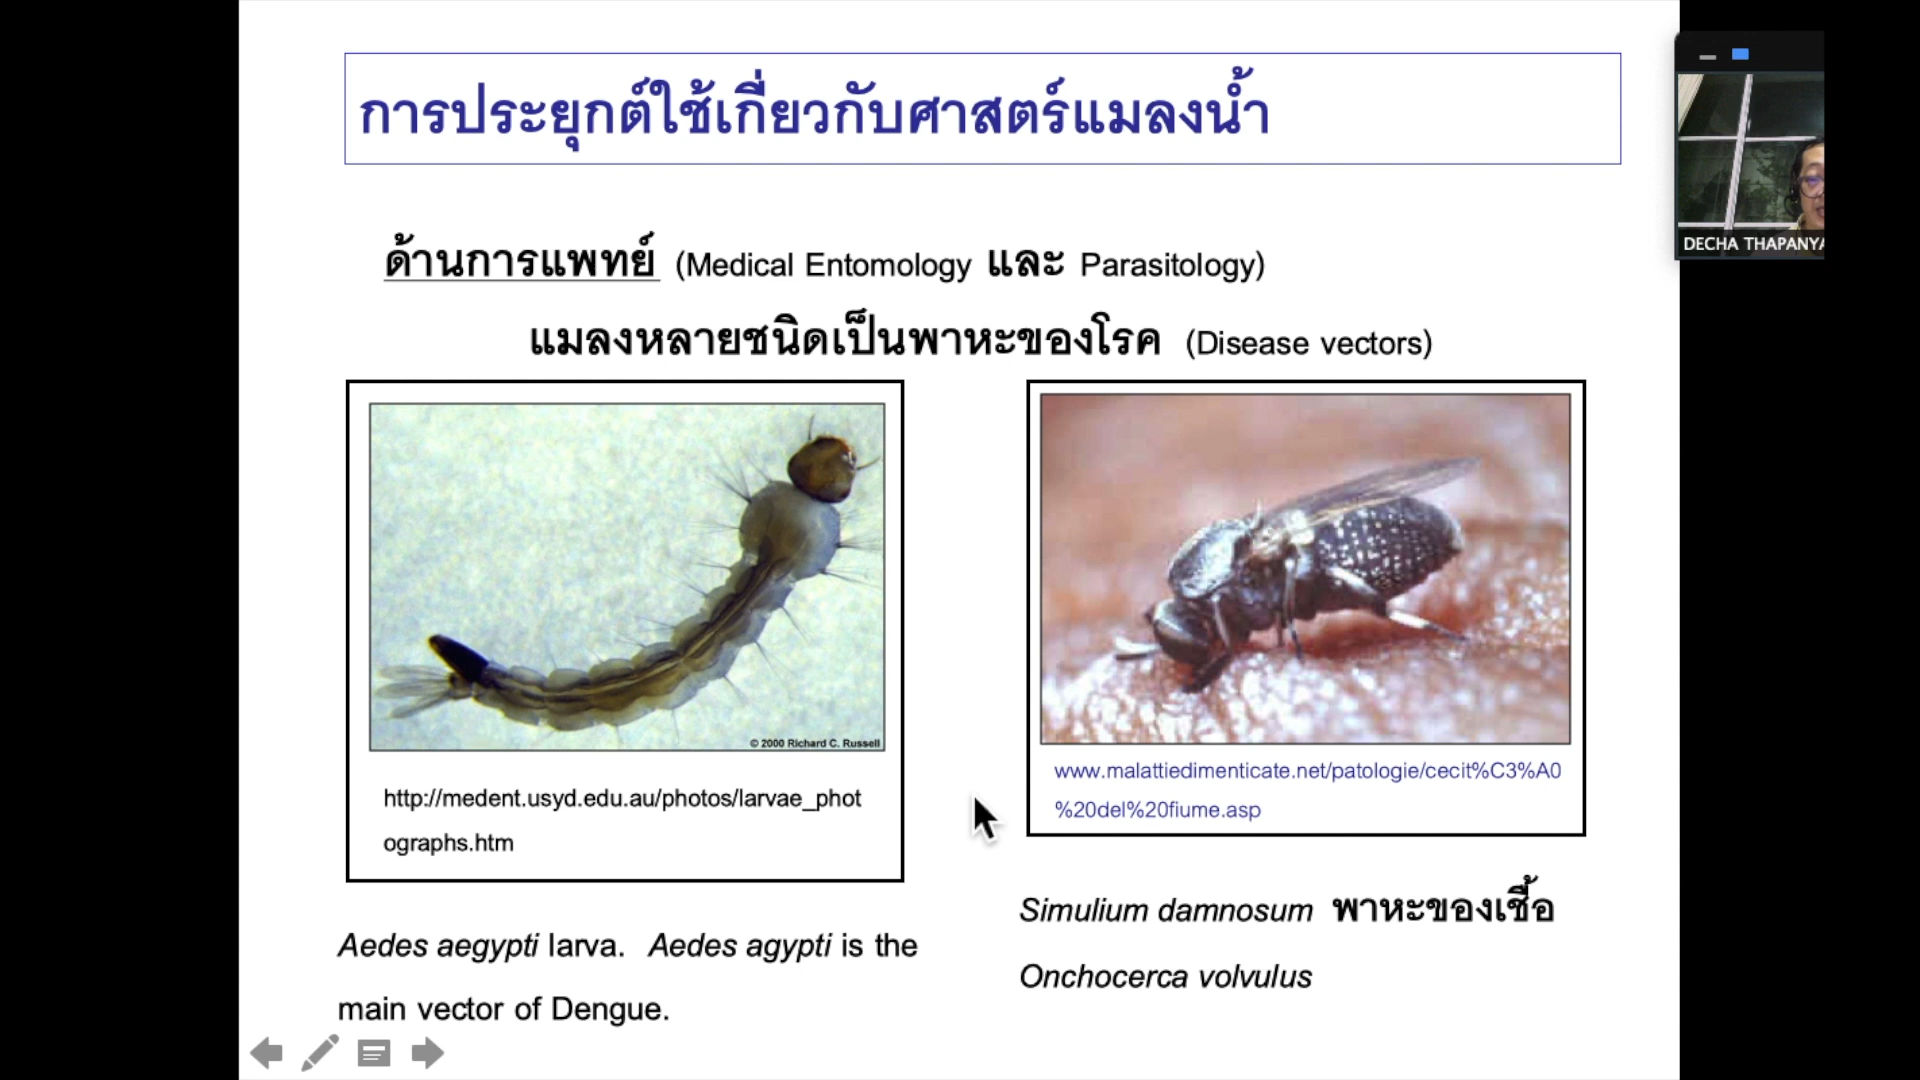 การประยุกต์ใช้เกี่ยวกับศาสตร์แมลงน้ำ
DECHA THAPANYA
ด้านการแพทย์ (Medical Entomology และ Parasitology)
แมลงหลายชนิดเป็นพาหะของโรค (Disease vectors)
© 2000 Richard C. Russell
http://medent.usyd.edu.au/photos/larvae_phot
ographs.htm
www.malattiedimenticate.net/patologie/cecit%C3%A0
%20del%20fiume.asp
Aedes aegypti larva. Aedes agypti is the
main vector of Dengue.
Simulium damnosum พาหะของเชื้อ
Onchocerca volvulus